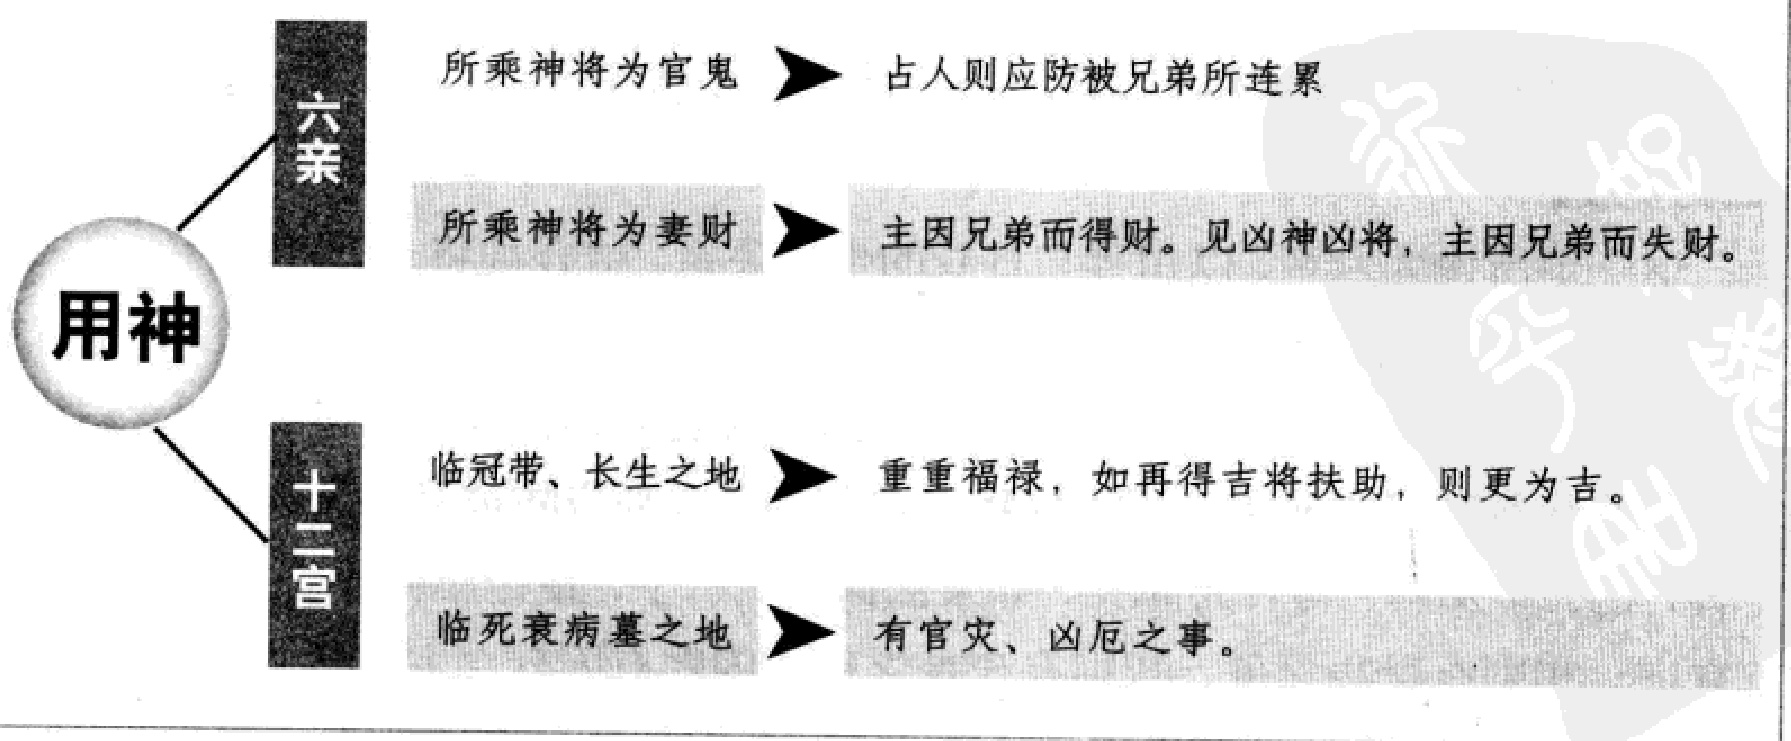 用神
六亲
所乘神将为官鬼
占人则应防被兄弟所连累
所乘神将为妻财
主因兄弟而得财。见凶神凶将，主因兄弟而失财。
十二宫
临冠带、长生之地
重重福禄，如再得吉将扶助，则更为吉。
临死衰病墓之地
有官灾、凶厄之事。